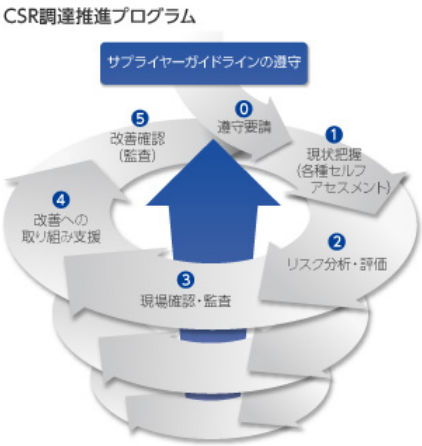 CSR調達推進プログラム
サプライヤーガイドラインの遵守
0
遵守要請
1
現状把握
(各種セルフ
アセスメント)
2
リスク分析・評価
3
現場確認・監査
4
改善への
取り組み支援
5
改善確認
(監査)